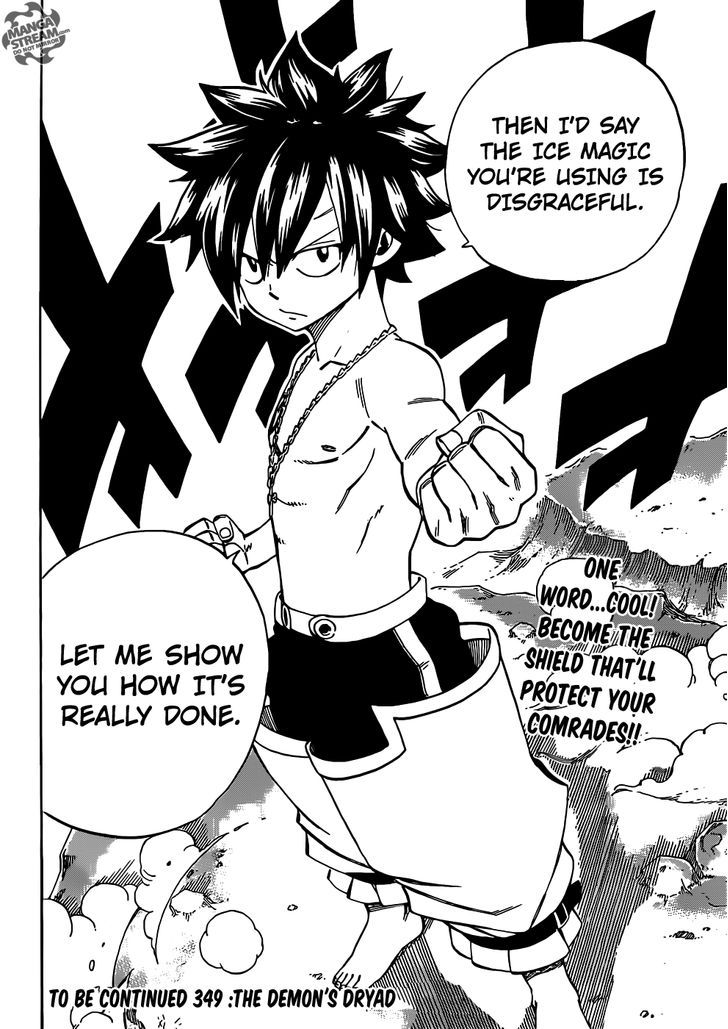 MANGA
STREAM
DO NOT MIRROR
THEN I'D SAY
THE ICE MAGIC
YOU'RE USING IS
DISGRACEFUL.
ONE
WORD...COOL!
BECOME THE
SHIELD THAT'LL
PROTECT YOUR
COMRADES!!
LET ME SHOW
YOU HOW IT'S
REALLY DONE.
TO BE CONTINUED 349 :THE DEMON'S DRYAD